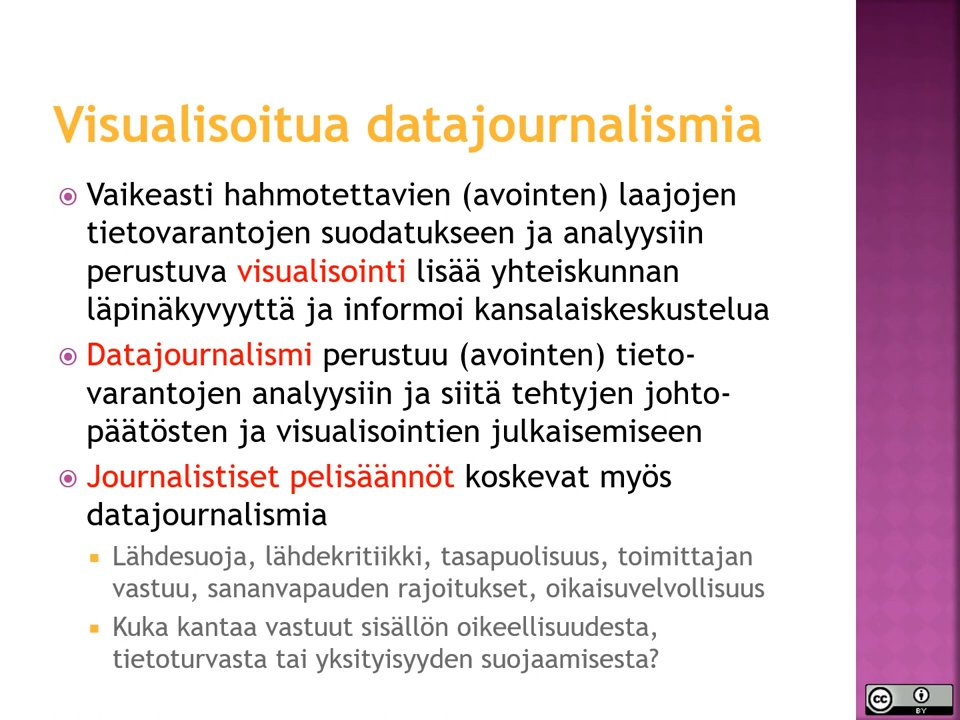 Visualisoitua datajournalismia
Vaikeasti hahmotettavien (avointen) laajojen
tietovarantojen suodatukseen ja analyysiin
perustuva visualisointi lisää yhteiskunnan
läpinäkyvyyttä ja informoi kansalaiskeskustelua
Datajournalismi perustuu (avointen) tieto-
varantojen analyysiin ja siitä tehtyjen johto-
päätösten ja visualisointien julkaisemiseen
Journalistiset pelisäännöt koskevat myös
datajournalismia
Lähdesuoja, lähdekritiikki, tasapuolisuus, toimittajan
vastuu, sananvapauden rajoitukset, oikaisuvelvollisuus
Kuka kantaa vastuut sisällön oikeellisuudesta,
tietoturvasta tai yksityisyyden suojaamisesta?
cc
BY